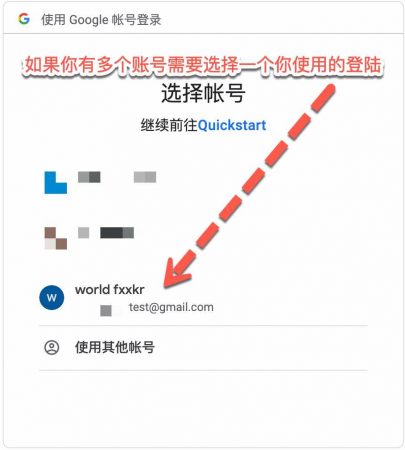 使用 Google 帐号登录
如果你有多个账号需要选择一个你使用的登陆
选择帐号
继续前往Quickstart
world fxxkr
W
test@gmail.com
使用其他帐号